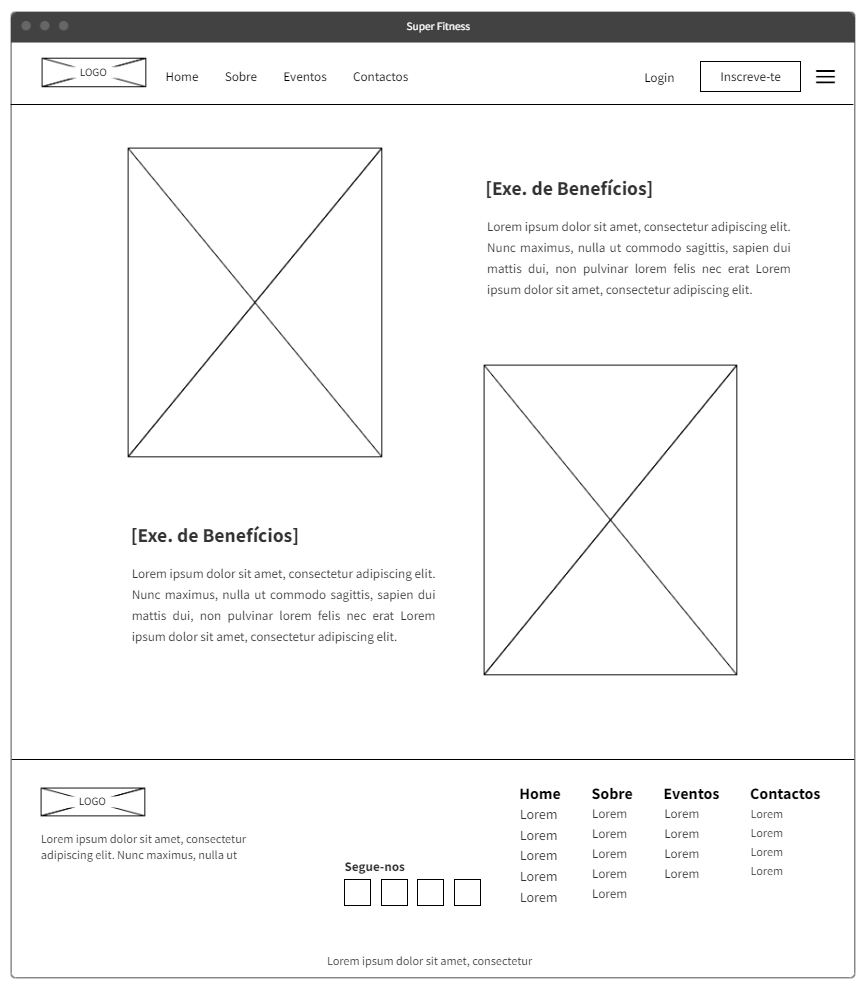 Super Fitness
LOGO
Home Sobre Eventos Contactos Login Inscreve-te
[Exe. de Benefícios]
Lorem ipsum dolor sit amet, consectetur adipiscing elit.
Nunc maximus, nulla ut commodo sagittis, sapien dui
mattis dui, non pulvinar lorem felis nec erat Lorem
ipsum dolor sit amet, consectetur adipiscing elit.
[Exe. de Benefícios]
Lorem ipsum dolor sit amet, consectetur adipiscing elit.
Nunc maximus, nulla ut commodo sagittis, sapien dui
mattis dui, non pulvinar lorem felis nec erat Lorem
ipsum dolor sit amet, consectetur adipiscing elit.
LOGO
Lorem ipsum dolor sit amet, consectetur
adipiscing elit. Nunc maximus, nulla ut
Segue-nos
Home
Lorem
Lorem
Lorem
Lorem
Lorem
Sobre
Lorem
Lorem
Lorem
Lorem
Lorem
Eventos
Lorem
Lorem
Lorem
Lorem
Contactos
Lorem
Lorem
Lorem
Lorem
Lorem ipsum dolor sit amet, consectetur